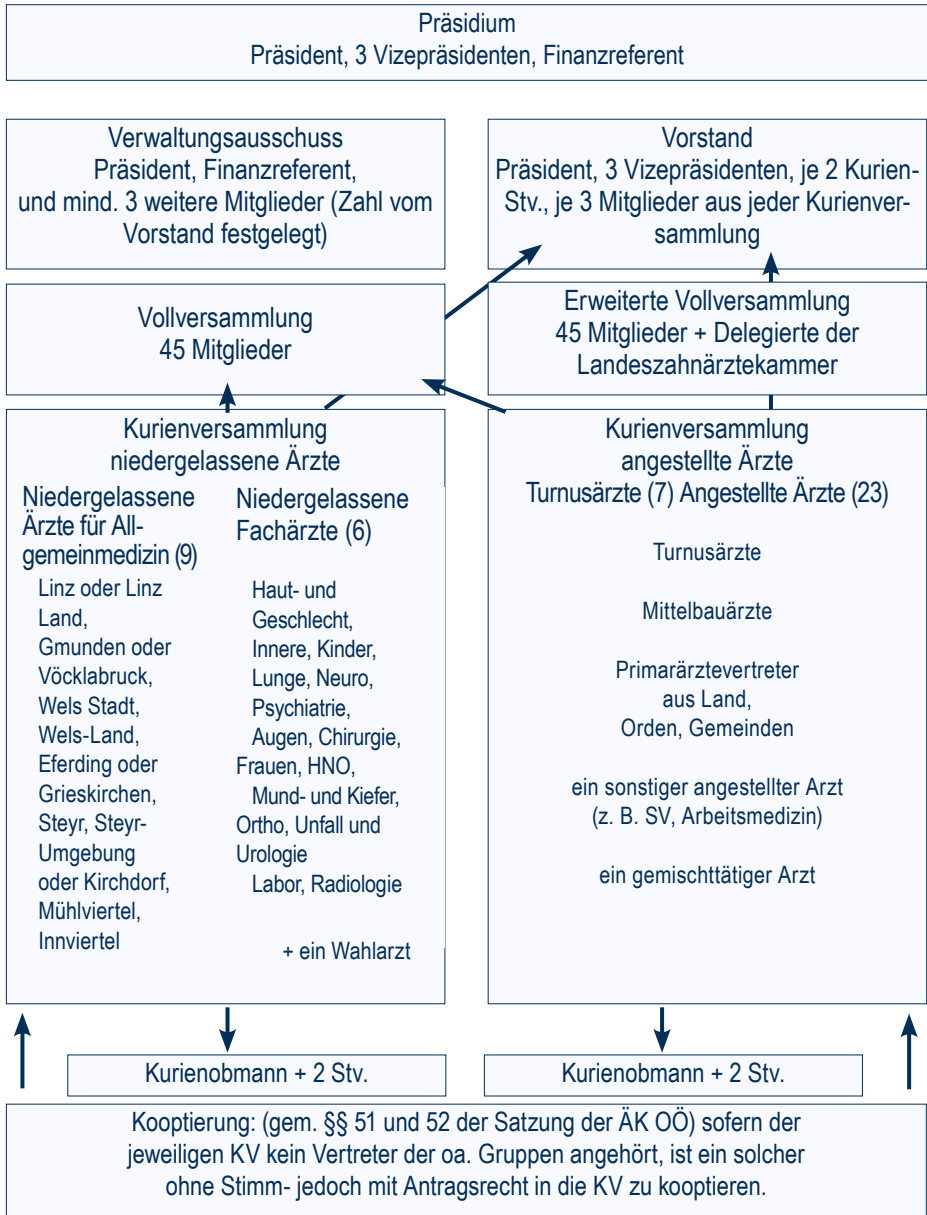 Präsidium
Präsident, 3 Vizepräsidenten, Finanzreferent
Verwaltungsausschuss
Präsident, Finanzreferent,
und mind. 3 weitere Mitglieder (Zahl vom
Vorstand festgelegt)
Vorstand
Präsident, 3 Vizepräsidenten, je 2 Kurien-
Stv., je 3 Mitglieder aus jeder Kurienver-
sammlung
Vollversammlung
45 Mitglieder
Erweiterte Vollversammlung
45 Mitglieder + Delegierte der
Landeszahnärztekammer
Kurienversammlung
niedergelassene Ärzte
Niedergelassene
Ärzte für All-
gemeinmedizin (9)
Linz oder Linz
Land,
Gmunden oder
Vöcklabruck,
Wels Stadt,
Wels-Land,
Eferding oder
Grieskirchen,
Steyr, Steyr-
Umgebung
oder Kirchdorf,
Mühlviertel,
Innviertel
Niedergelassene
Fachärzte (6)
Haut- und
Geschlecht,
Innere, Kinder,
Lunge, Neuro,
Psychiatrie,
Augen, Chirurgie,
Frauen, HNO,
Mund- und Kiefer,
Ortho, Unfall und
Urologie
Labor, Radiologie
+ ein Wahlarzt
Kurienversammlung
angestellte Ärzte
Turnusärzte (7) Angestellte Ärzte (23)
Turnusärzte
Mittelbauärzte
Primarärztevertreter
aus Land,
Orden, Gemeinden
ein sonstiger angestellter Arzt
(z. B. SV, Arbeitsmedizin)
ein gemischttätiger Arzt
Kurienobmann + 2 Stv.
Kurienobmann + 2 Stv.
Kooptierung: (gem. §§ 51 und 52 der Satzung der ÄK OÖ) sofern der
jeweiligen KV kein Vertreter der oa. Gruppen angehört, ist ein solcher
ohne Stimm- jedoch mit Antragsrecht in die KV zu kooptieren.